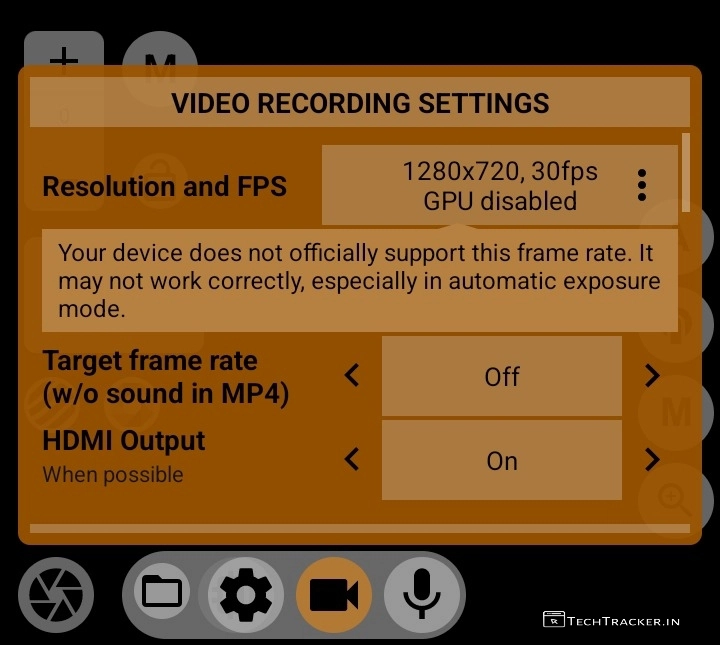 M
VIDEO RECORDING SETTINGS
Resolution and FPS
1280x720, 30fps
GPU disabled
Your device does not officially support this frame rate. It
may not work correctly, especially in automatic exposure
mode.
Target frame rate
(w/o sound in MP4)
Off
M
HDMI Output
When possible
On
TECHTRACKER.IN